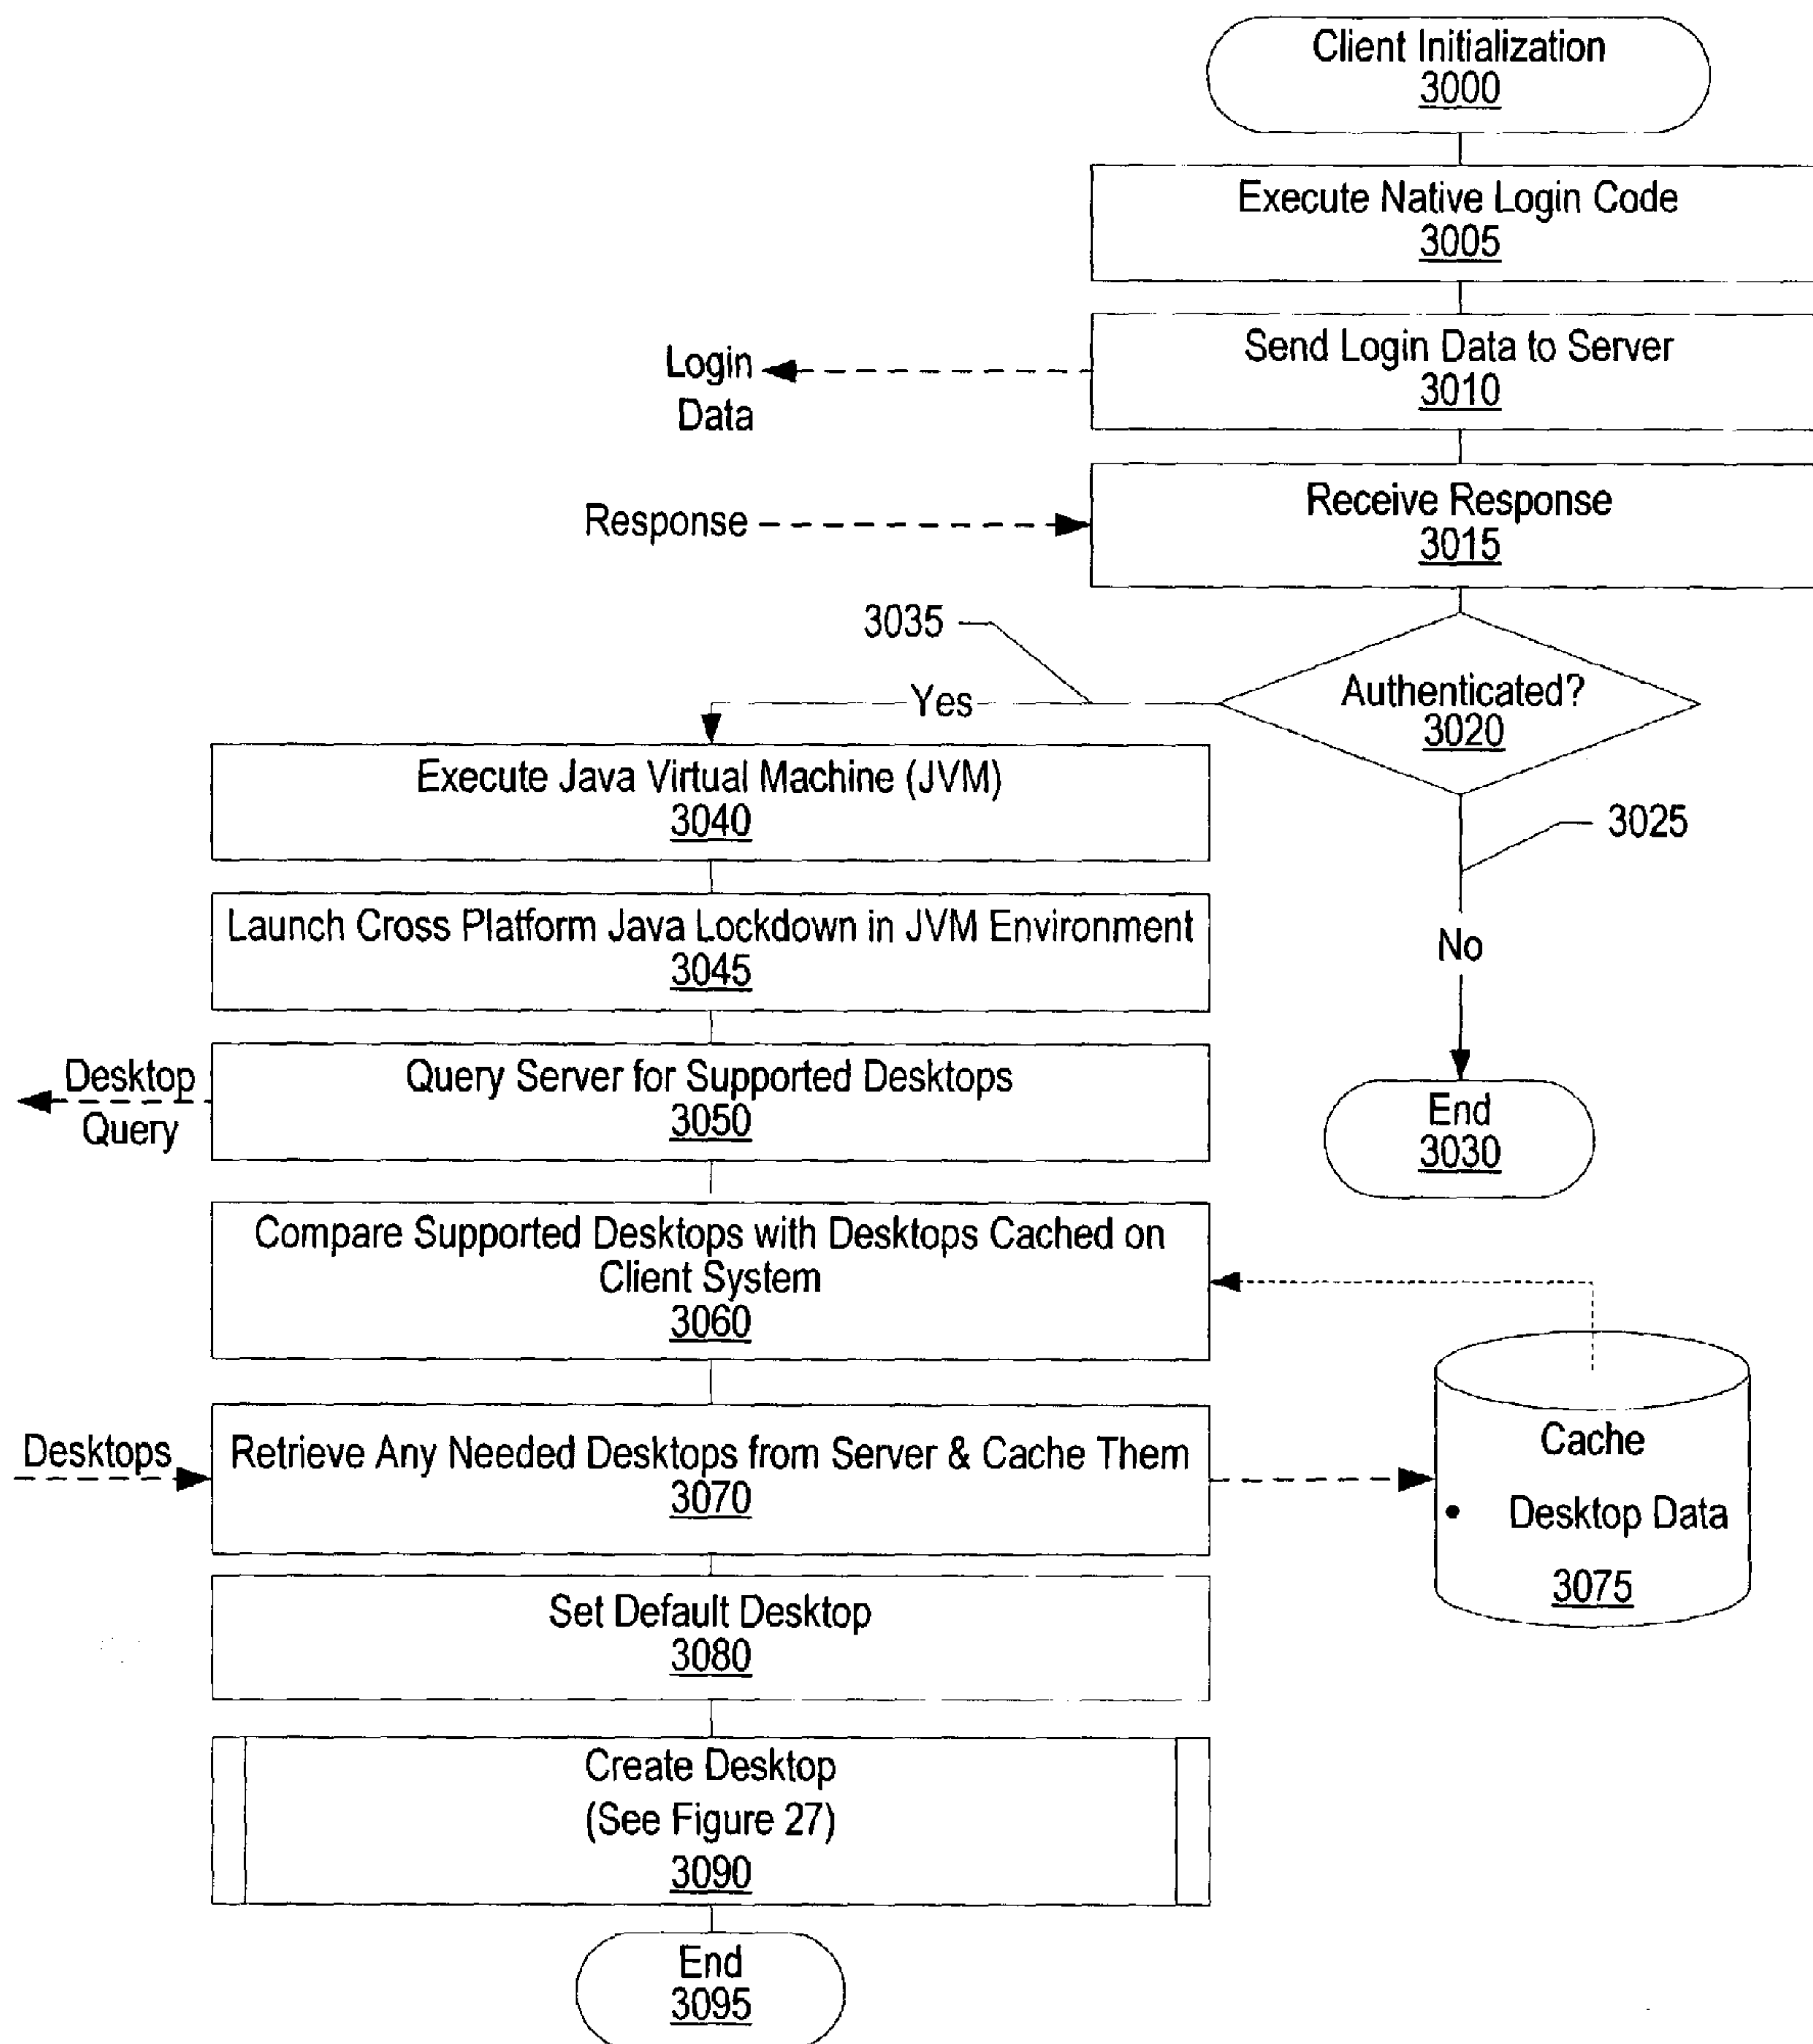 Client Initialization
3000
Execute Native Login Code
3005
Send Login Data to Server
3010
Login
Data
Receive Response
3015
Response
3035
Authenticated?
3020
Yes
Execute Java Virtual Machine (JVM)
3040
3025
Launch Cross Platform Java Lockdown in JVM Environment
3045
No
Query Server for Supported Desktops
3050
Desktop
Query
End
3030
Compare Supported Desktops with Desktops Cached on
Client System
3060
Desktops
Retrieve Any Needed Desktops from Server & Cache Them
3070
Cache
• Desktop Data
3075
Set Default Desktop
3080
Create Desktop
(See Figure 27)
3090
End
3095